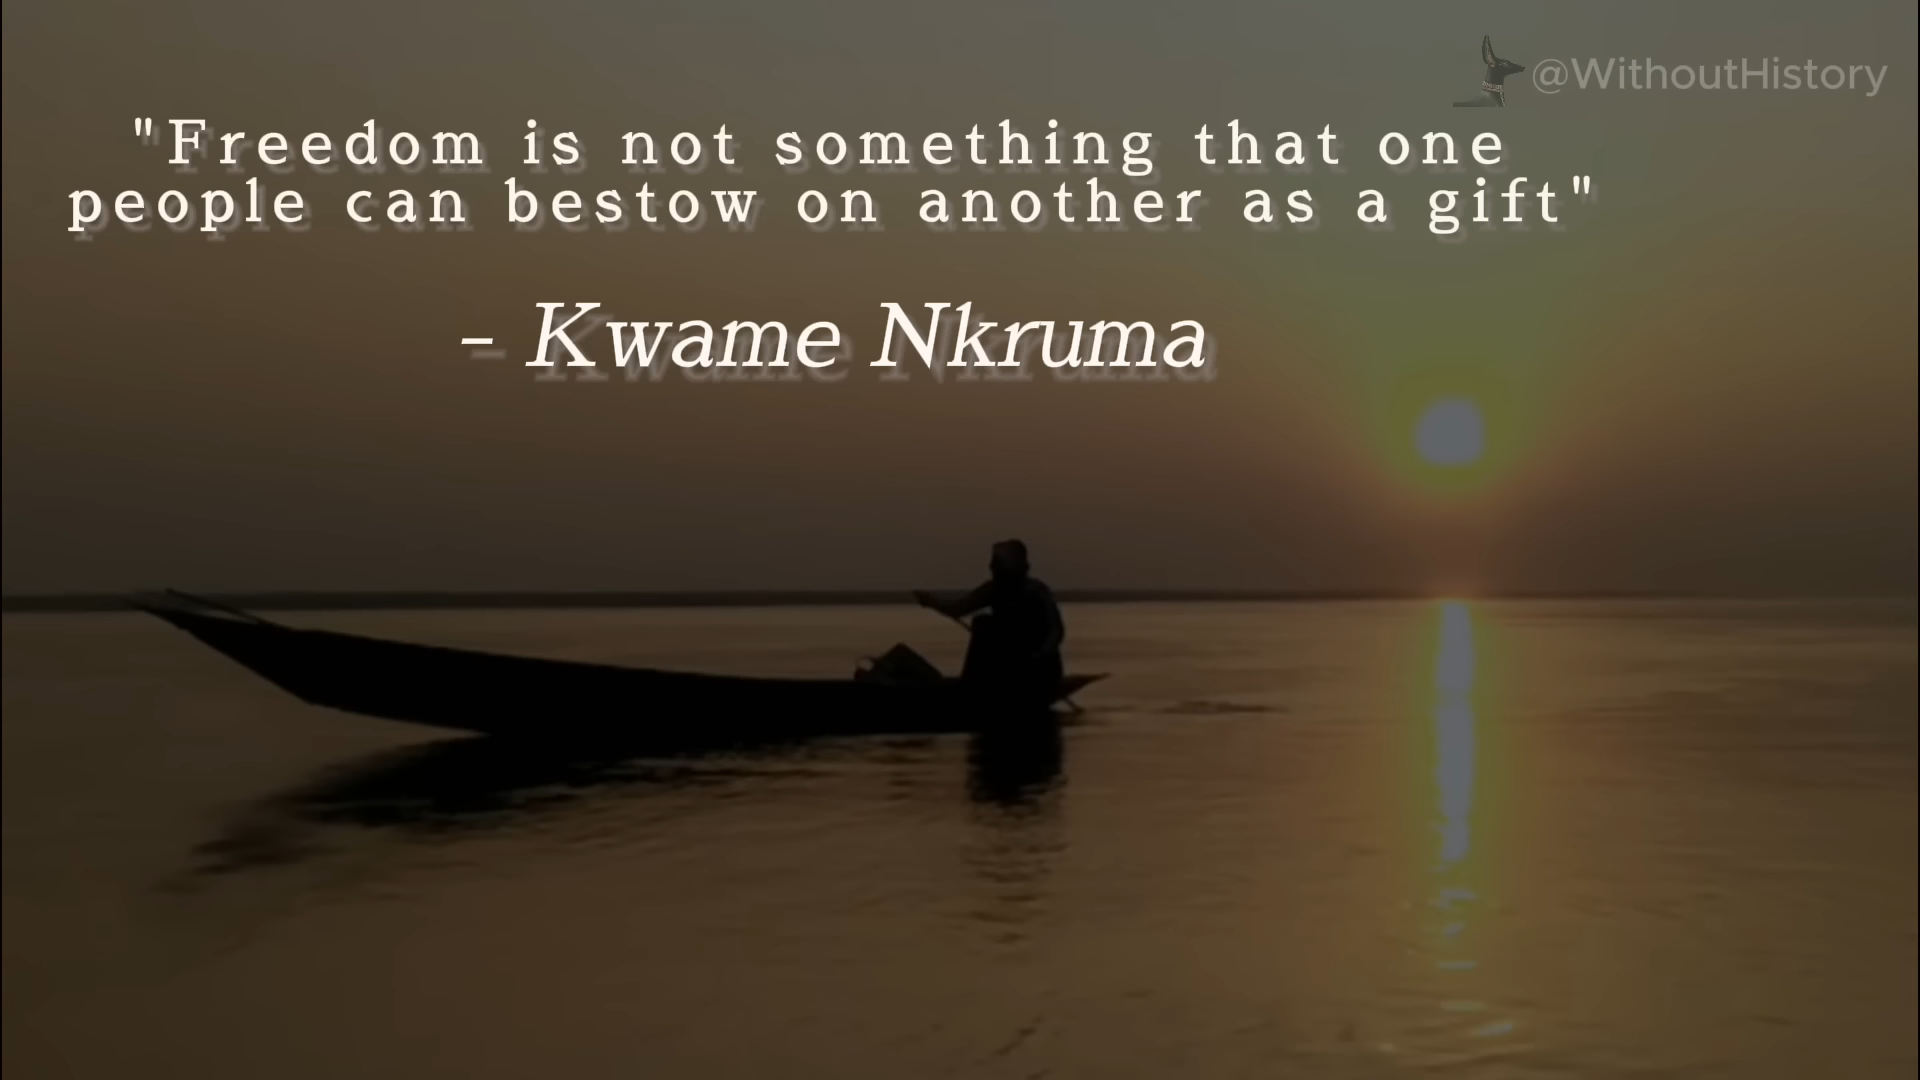 @WithoutHistory
"Freedom is not something that one
people can bestow on another as a gift"
- Kwame Nkruma